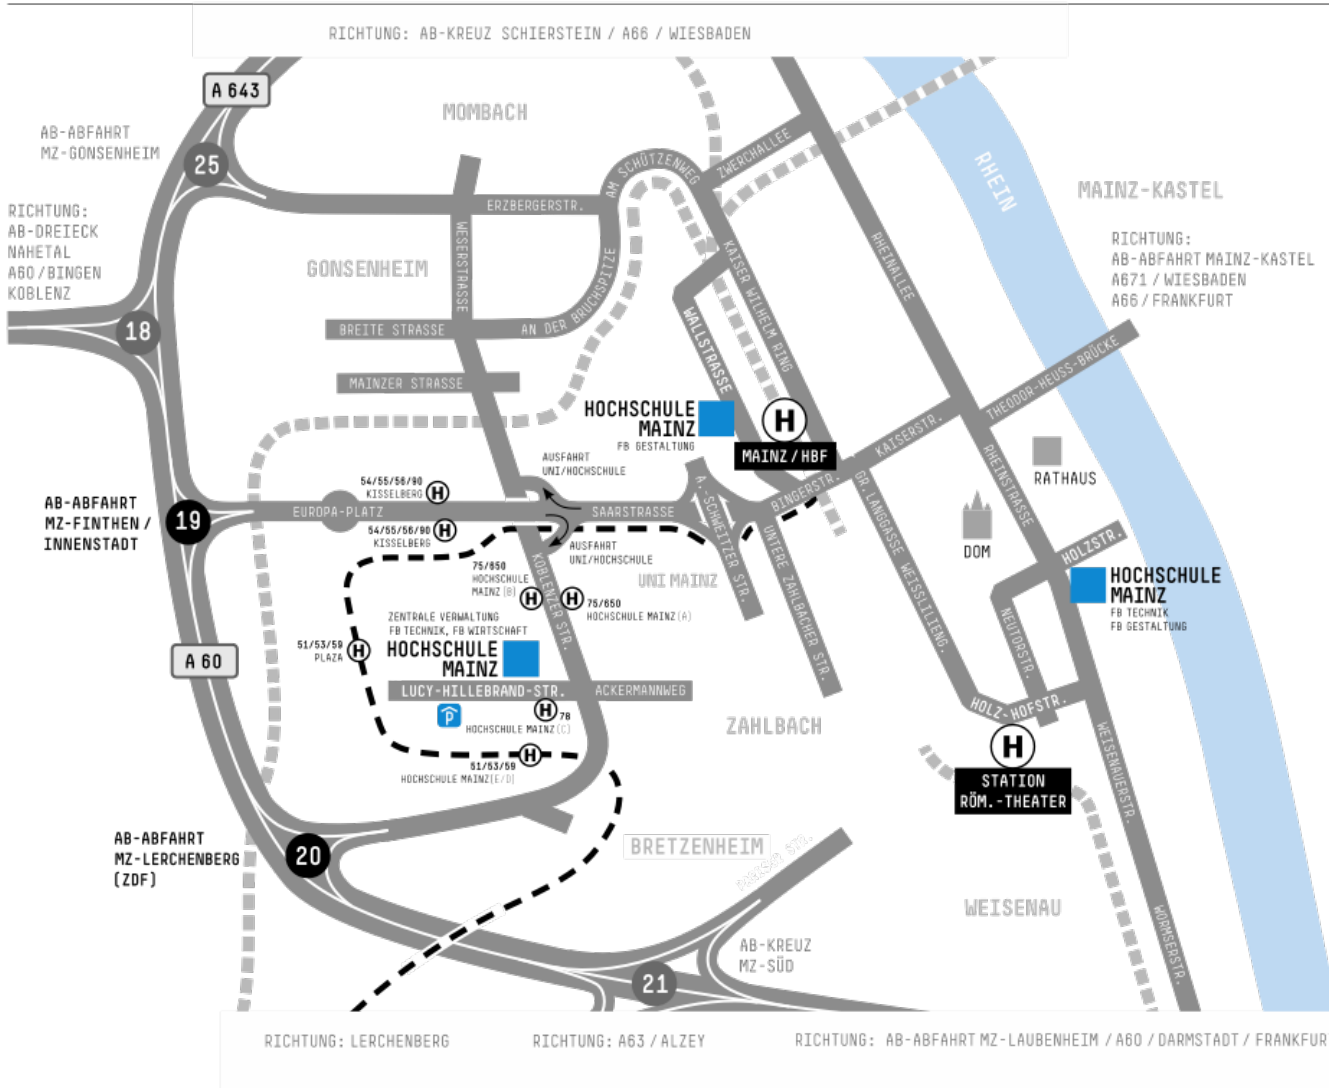 RICHTUNG: AB-KREUZ SCHIERSTEIN / A66 / WIESBADEN
A 643
AB-ABFAHRT
MZ-GONSENHEIM
25
MOMBACH
AM SCHÜTZENWEG
ZWERCHALLEE
RHEIN
MAINZ-KASTEL
RICHTUNG:
AB-DREIECK
NAHETAL
A60/BINGEN
KOBLENZ
ERZBERGERSTR.
WESERSTRASSE
GONSENHEIM
KAISER WILHELM RING
RHEINALLEE
RICHTUNG:
AB-ABFAHRT MAINZ-KASTEL
A671 / WIESBADEN
A66 / FRANKFURT
18
BREITE STRASSE
AN DER BRUCHSPITZE
WALLSTRASSE
THEODOR-HEUSS-BRÜCKE
MAINZER STRASSE
HOCHSCHULE
MAINZ
FB GESTALTUNG
MAINZ / HBF
KAISERSTR.
RHEINSTRASSE
RATHAUS
AUSFAHRT
UNI/HOCHSCHULE
54/55/56/90
KISSELBERG
A.-SCHWEITZER STR.
BINGERSTR.
GR. LANGGASSE
WEISSLILIENG.
AB-ABFAHRT
MZ-FINTHEN /
INNENSTADT
19
EUROPA-PLATZ
SAARSTRASSE
54/55/56/90
KISSELBERG
AUSFAHRT
UNI/HOCHSCHULE
UNI MAINZ
UNTERE ZAHLBACHER STR.
DOM
HOLZSTR.
KOBLENZER STR.
75/650
HOCHSCHULE
MAINZ (B)
75/650
HOCHSCHULE MAINZ (A)
HOCHSCHULE
MAINZ
FB TECHNIK
FB GESTALTUNG
NEUTORSTR.
ZENTRALE VERWALTUNG
FB TECHNIK, FB WIRTSCHAFT
HOCHSCHULE
MAINZ
51/53/59
PLAZA
A 60
LUCY-HILLEBRAND-STR.
ACKERMANNWEG
P
78
HOCHSCHULE MAINZ (C)
HOLZ-HOFSTR.
ZAHLBACH
51/53/59
HOCHSCHULE MAINZ (E/D)
STATION
RÖM.-THEATER
WEISENAUERSTR.
AB-ABFAHRT
MZ-LERCHENBERG
(ZDF)
20
BRETZENHEIM
PARISER STR.
WEISENAU
WORMSERSTR.
AB-KREUZ
MZ-SÜD
21
RICHTUNG: LERCHENBERG
RICHTUNG: A63 / ALZEY
RICHTUNG: AB-ABFAHRT MZ-LAUBENHEIM / A60 / DARMSTADT / FRANKFUR